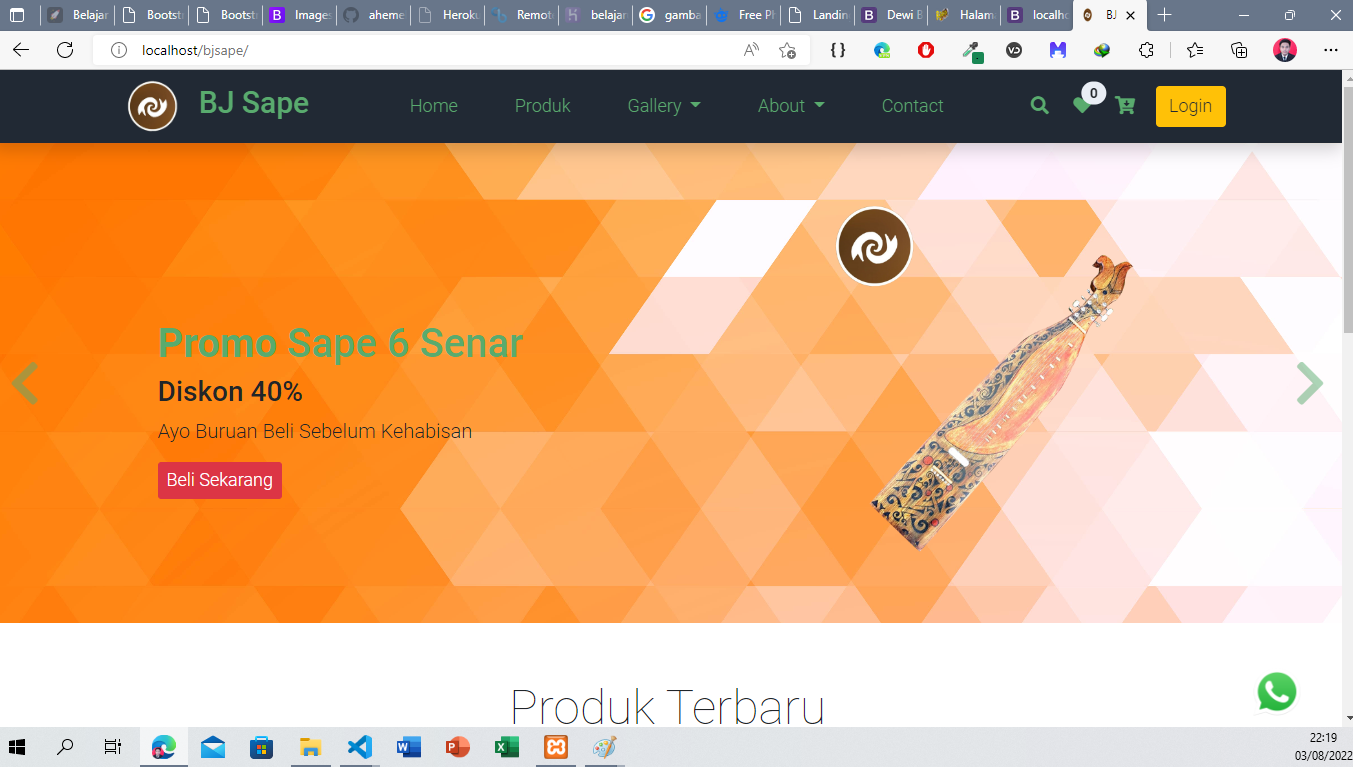 Belajar
Bootst
Bootst
Images
aheme
Heroku
Remot
belajar
gamba
Free P
Landin
Dewi B
Halam
localho
BJ
localhost/bjsape/
BJ Sape
Home
Produk
Gallery
About
Contact
0
Login
Promo Sape 6 Senar
Diskon 40%
Ayo Buruan Beli Sebelum Kehabisan
Beli Sekarang
Produk Terbaru
22:19
03/08/2022